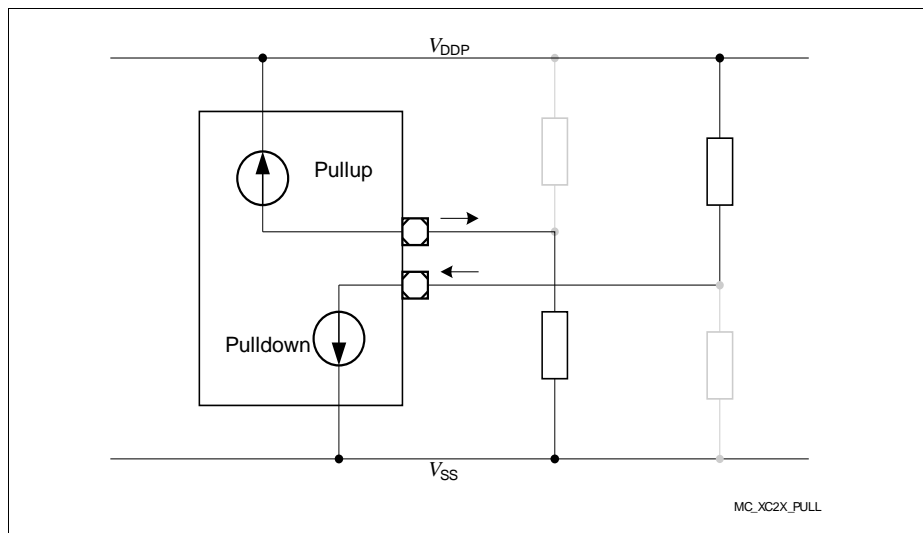 VDDP
Pullup
Pulldown
VSS
MC_XC2X_PULL